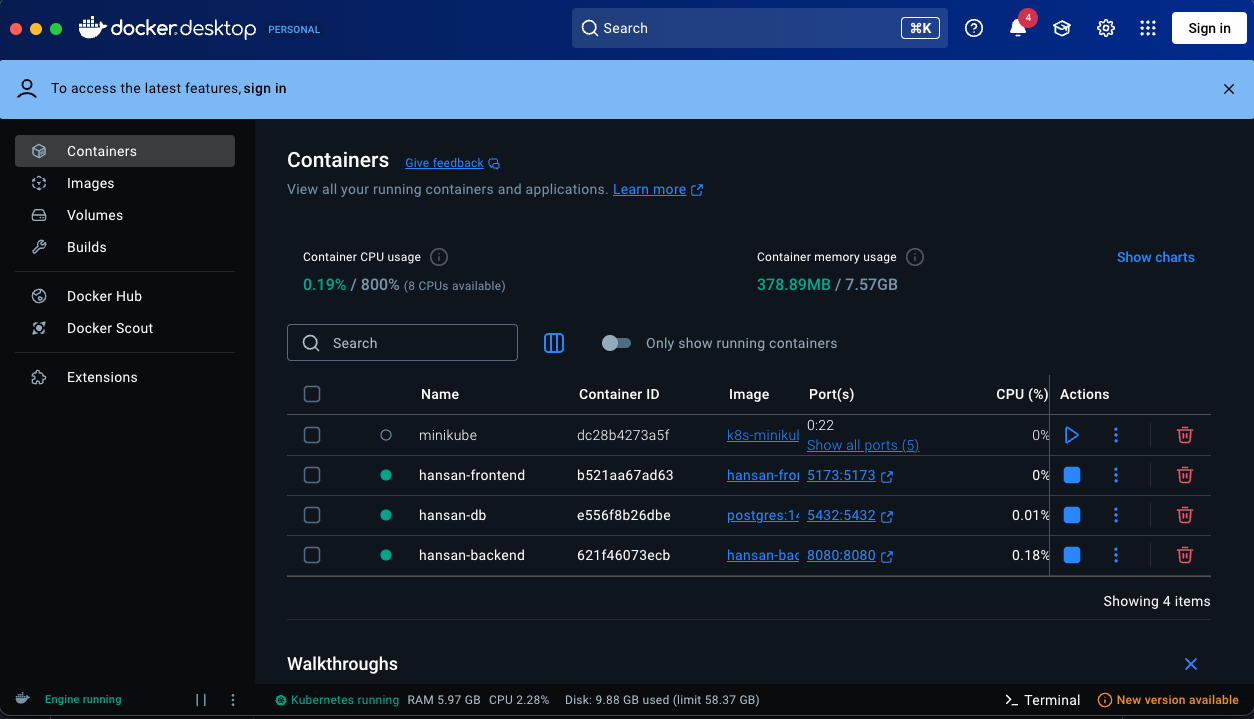 docker.desktop PERSONAL
Search ⌘K 4 Sign in
To access the latest features, sign in
Containers
Images
Volumes
Builds
Docker Hub
Docker Scout
Extensions
Containers Give feedback
View all your running containers and applications. Learn more
Container CPU usage
0.19% / 800% (8 CPUs available)
Container memory usage
378.89MB / 7.57GB
Show charts
Search
Only show running containers
Name Container ID Image Port(s) CPU (%) Actions
minikube dc28b4273a5f k8s-minikul 0:22 Show all ports (5) 0%
hansan-frontend b521aa67ad63 hansan-froi 5173:5173 0%
hansan-db e556f8b26dbe postgres:14 5432:5432 0.01%
hansan-backend 621f46073ecb hansan-bac 8080:8080 0.18%
Showing 4 items
Walkthroughs
Engine running
Kubernetes running RAM 5.97 GB CPU 2.28% Disk: 9.88 GB used (limit 58.37 GB)
>_ Terminal
New version available